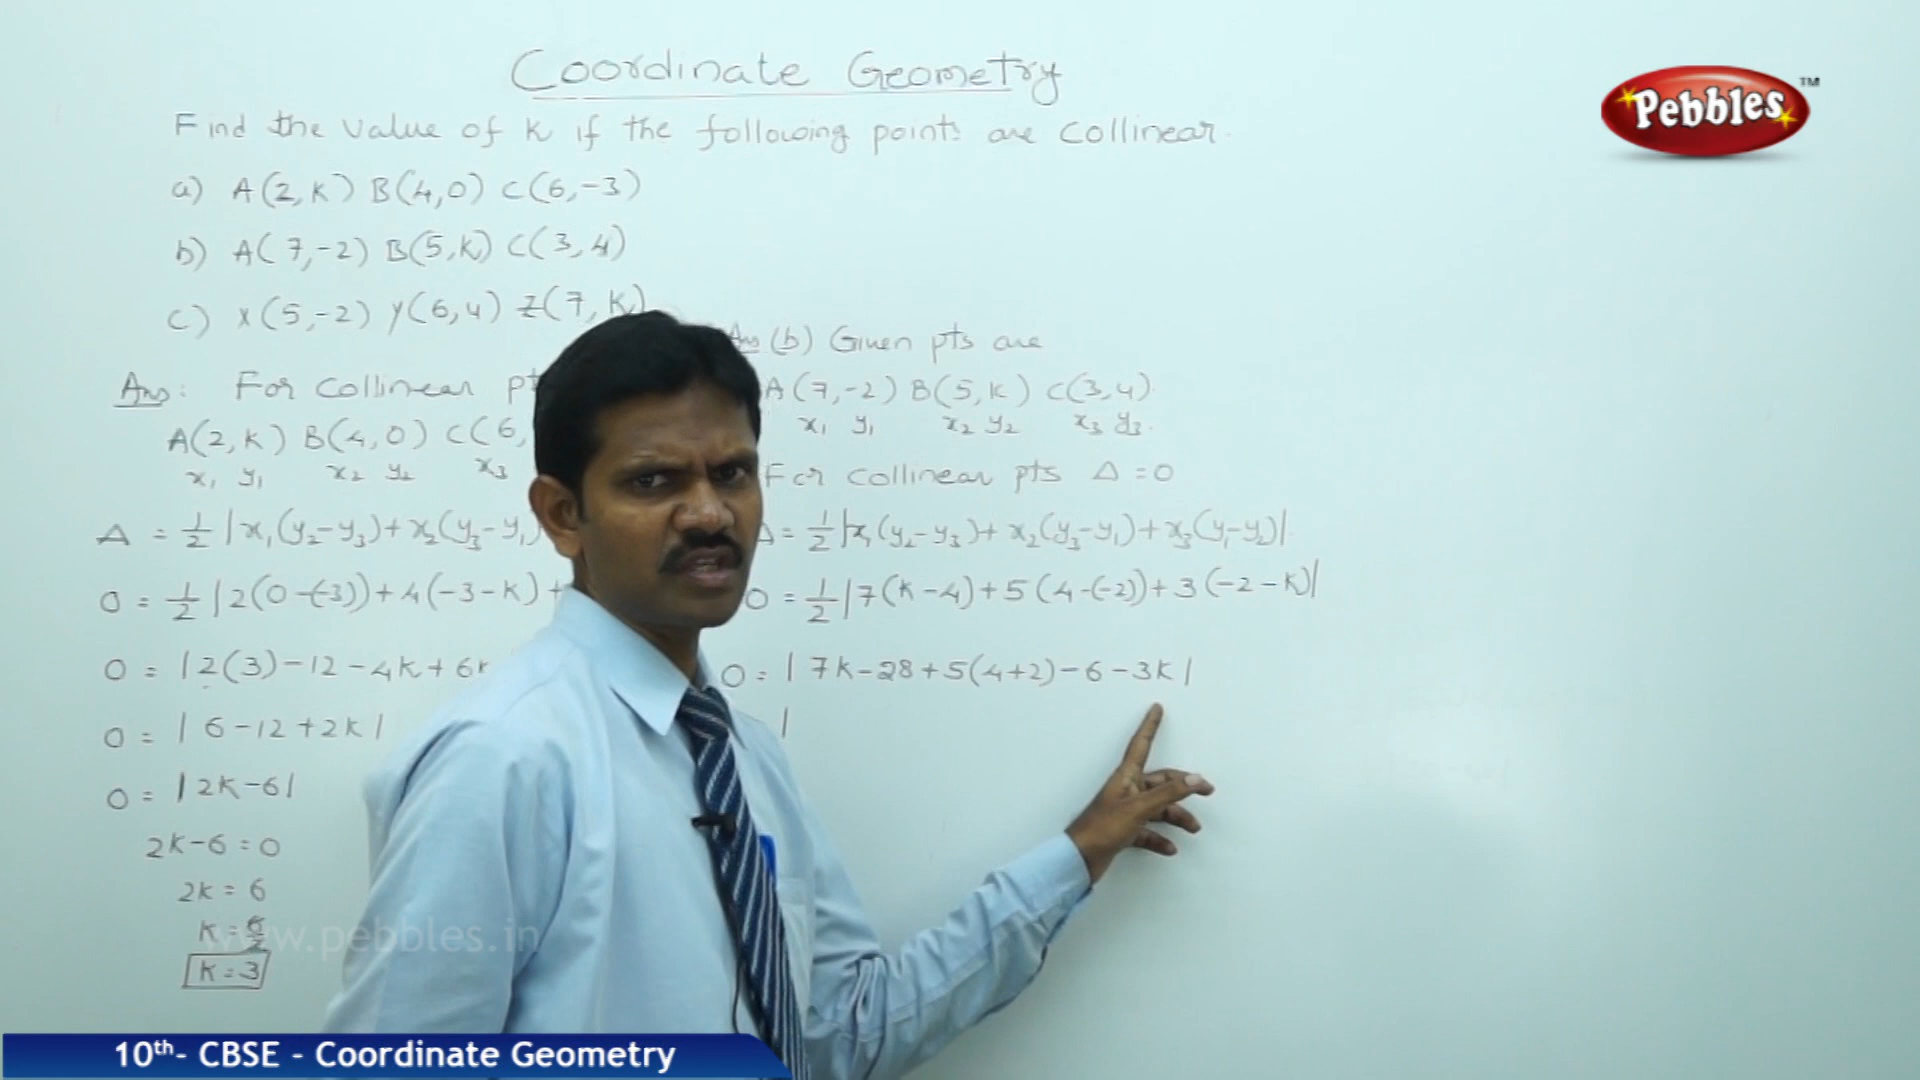 Coordinate Geometry
Find the value of K if the following points are collinear.
a) A(2,K) B(4,0) C(6,-3)
b) A(7,-2) B(5,K) C(3,4)
c) X(5,-2) Y(6,4) Z(7,K)
Ans: For collinear pt
A(2,K) B(4,0) C(6,
x₁ y₁ x₂ y₂ x₃
Δ = 1/2 |x₁(y₂-y₃)+x₂(y₃-y₁)
0 = 1/2 |2(0-(-3))+4(-3-K)+
0 = |2(3)-12-4K+6K
0 = |6-12+2K|
0 = |2K-6|
2K-6=0
2K = 6
K = 6/2
K = 3
Ans (b) Given pts are
A(7,-2) B(5,K) C(3,4).
x₁ y₁ x₂ y₂ x₃ y₃.
For collinear pts Δ=0
Δ = 1/2 |x₁(y₂-y₃)+x₂(y₃-y₁)+x₃(y₁-y₂)|.
0 = 1/2 |7(K-4)+5(4-(-2))+3(-2-K)|
0 = |7K-28+5(4+2)-6-3K|
|
Pebbles™
www.pebbles.in
10th- CBSE - Coordinate Geometry